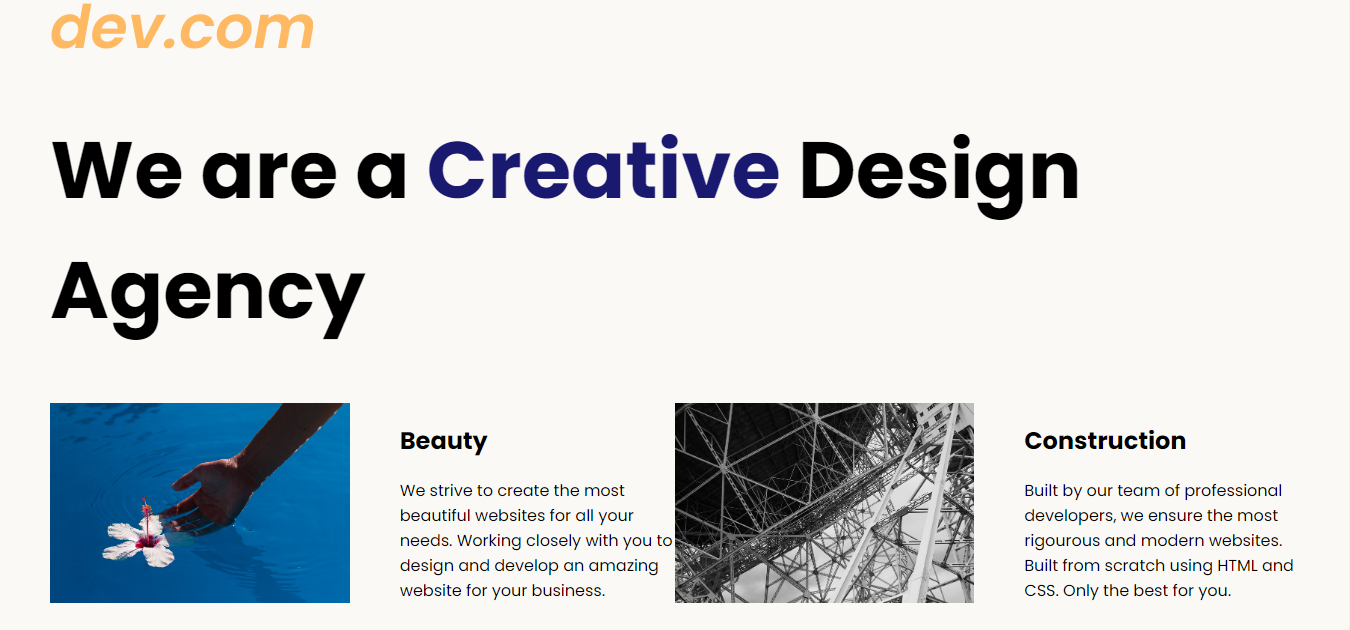 dev.com
We are a Creative Design
Agency
Beauty
We strive to create the most
beautiful websites for all your
needs. Working closely with you to
design and develop an amazing
website for your business.
Construction
Built by our team of professional
developers, we ensure the most
rigourous and modern websites.
Built from scratch using HTML and
CSS. Only the best for you.